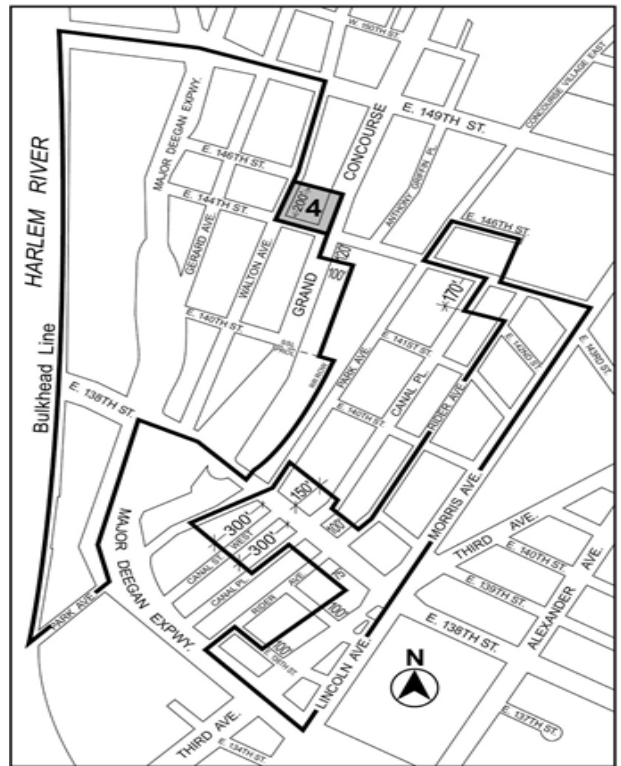 W. 150TH ST.
CONCOURSE VILLAGE EAST
MAJOR DEEGAN EXPWY.
CONCOURSE
E. 149TH ST.
E. 146TH ST.
ANTHONY GRIFFIN PL.
HARLEM RIVER
E. 144TH ST.
200'
4
E. 146TH ST.
GERARD AVE.
WALTON AVE.
GRAND
120'
100'
170'
Bulkhead Line
E. 140TH ST.
PARK AVE.
E. 141ST ST.
CANAL PL.
RIDER AVE.
E. 142ND ST.
E. 143RD ST.
E. 138TH ST.
E. 140TH ST.
150'
100'
MORRIS AVE.
THIRD AVE.
300'
CANAL ST. WEST
300'
MAJOR DEEGAN EXPWY.
CANAL PL.
RIDER AVE.
100'
100'
E. 140TH ST.
E. 139TH ST.
E. 138TH ST.
ALEXANDER AVE.
PARK AVE.
LINCOLN AVE.
N
E. 137TH ST.
THIRD AVE.
E. 134TH ST.